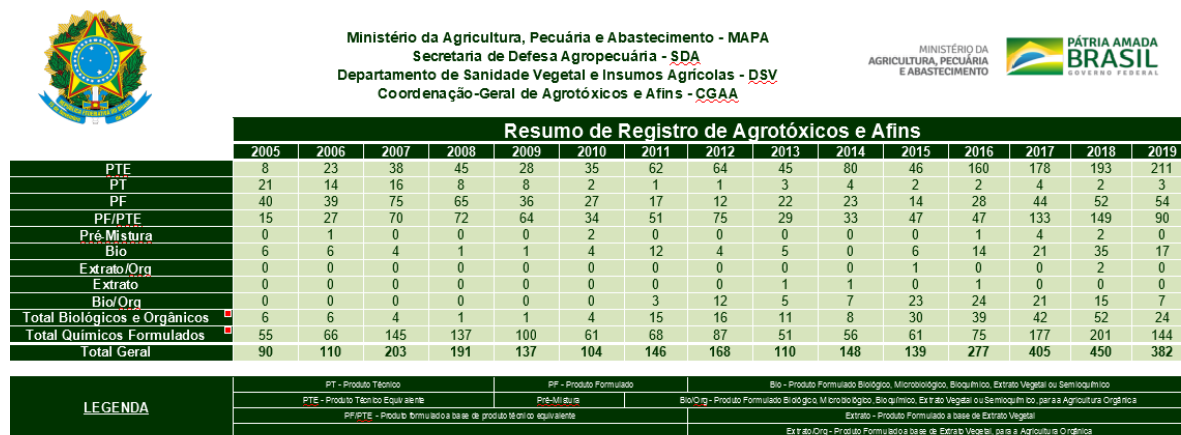 Ministério da Agricultura, Pecuária e Abastecimento - MAPA
Secretaria de Defesa Agropecuária - SDA
Departamento de Sanidade Vegetal e Insumos Agrícolas - DSV
Coordenação-Geral de Agrotóxicos e Afins - CGAA
MINISTÉRIO DA
AGRICULTURA, PECUÁRIA
E ABASTECIMENTO
PÁTRIA AMADA
BRASIL
GOVERNO FEDERAL
Resumo de Registro de Agrotóxicos e Afins
2005 2006 2007 2008 2009 2010 2011 2012 2013 2014 2015 2016 2017 2018 2019
PTE 8 23 38 45 28 35 62 64 45 80 46 160 178 193 211
PT 21 14 16 8 8 2 1 1 3 4 2 2 4 2 3
PF 40 39 75 65 36 27 17 12 22 23 14 28 44 52 54
PF/PTE 15 27 70 72 64 34 51 75 29 33 47 47 133 149 90
Pré-Mistura 0 1 0 0 0 2 0 0 0 0 0 1 4 2 0
Bio 6 6 4 1 1 4 12 4 5 0 6 14 21 35 17
Extrato/Org 0 0 0 0 0 0 0 0 0 0 1 0 0 2 0
Extrato 0 0 0 0 0 0 0 0 1 1 0 1 0 0 0
Bio/Org 0 0 0 0 0 0 3 12 5 7 23 24 21 15 7
Total Biológicos e Orgânicos 6 6 4 1 1 4 15 16 11 8 30 39 42 52 24
Total Químicos Formulados 55 66 145 137 100 61 68 87 51 56 61 75 177 201 144
Total Geral 90 110 203 191 137 104 146 168 110 148 139 277 405 450 382
LEGENDA
PT - Produto Técnico PF - Produto Formulado Bio - Produto Formulado Biológico, Microbiológico, Bioquímico, Extrato Vegetal ou Semioquímico
PTE - Produto Técnico Equivalente Pré-Mistura Bio/Org - Produto Formulado Biológico, Microbiológico, Bioquímico, Extrato Vegetal ou Semioquímico, para a Agricultura Orgânica
PF/PTE - Produto formulado a base de produto técnico equivalente Extrato - Produto Formulado a base de Extrato Vegetal
Extrato/Org - Produto Formulado a base de Extrato Vegetal, para a Agricultura Orgânica